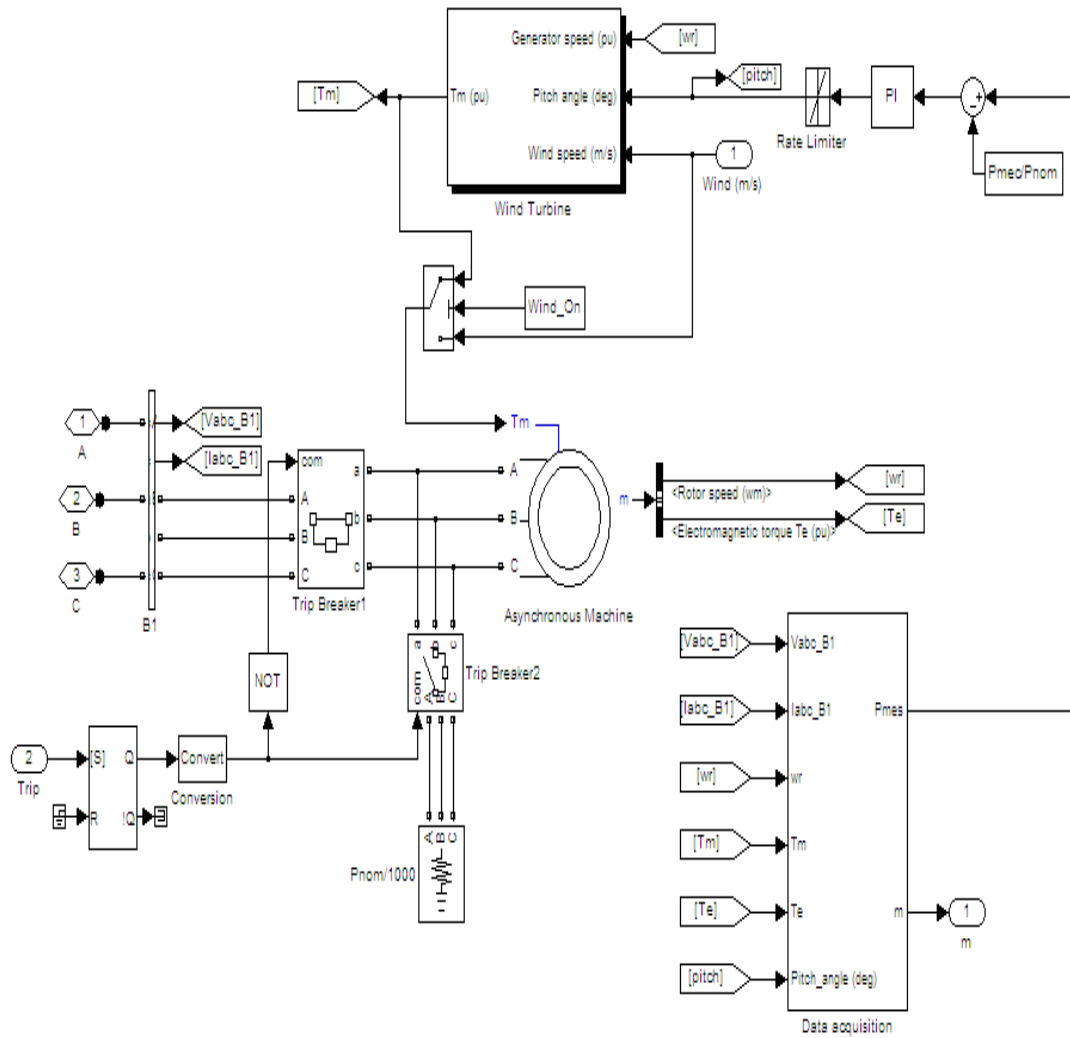 Generator speed (pu)
[wr]
[Tm]
Tm (pu)
Pitch angle (deg)
[pitch]
PI
_+
Rate Limiter
Wind speed (m/s)
1
Wind (m/s)
Pmec/Pnom
Wind Turbine
Wind_On
1
A
[Vabc_B1]
[Iabc_B1]
Tm
com
a
A
2
B
A
b
B
m
<Rotor speed (wm)>
[wr]
B
<Electromagnetic torque Te (pu)>
[Te]
3
C
C
c
C
B1
Trip Breaker1
Asynchronous Machine
a
b
c
com
A
B
C
Trip Breaker2
NOT
2
Trip
[S]
Q
R
!Q
Convert
Conversion
A
B
C
Pnom/1000
[Vabc_B1]
Vabc_B1
[Iabc_B1]
Iabc_B1
Pmes
[wr]
wr
[Tm]
Tm
[Te]
Te
m
1
m
[pitch]
Pitch_angle (deg)
Data acquisition